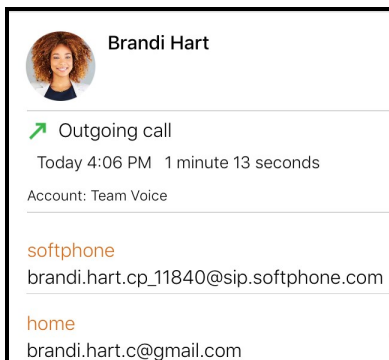 Brandi Hart
Outgoing call
Today 4:06 PM 1 minute 13 seconds
Account: Team Voice
softphone
brandi.hart.cp_11840@sip.softphone.com
home
brandi.hart.c@gmail.com